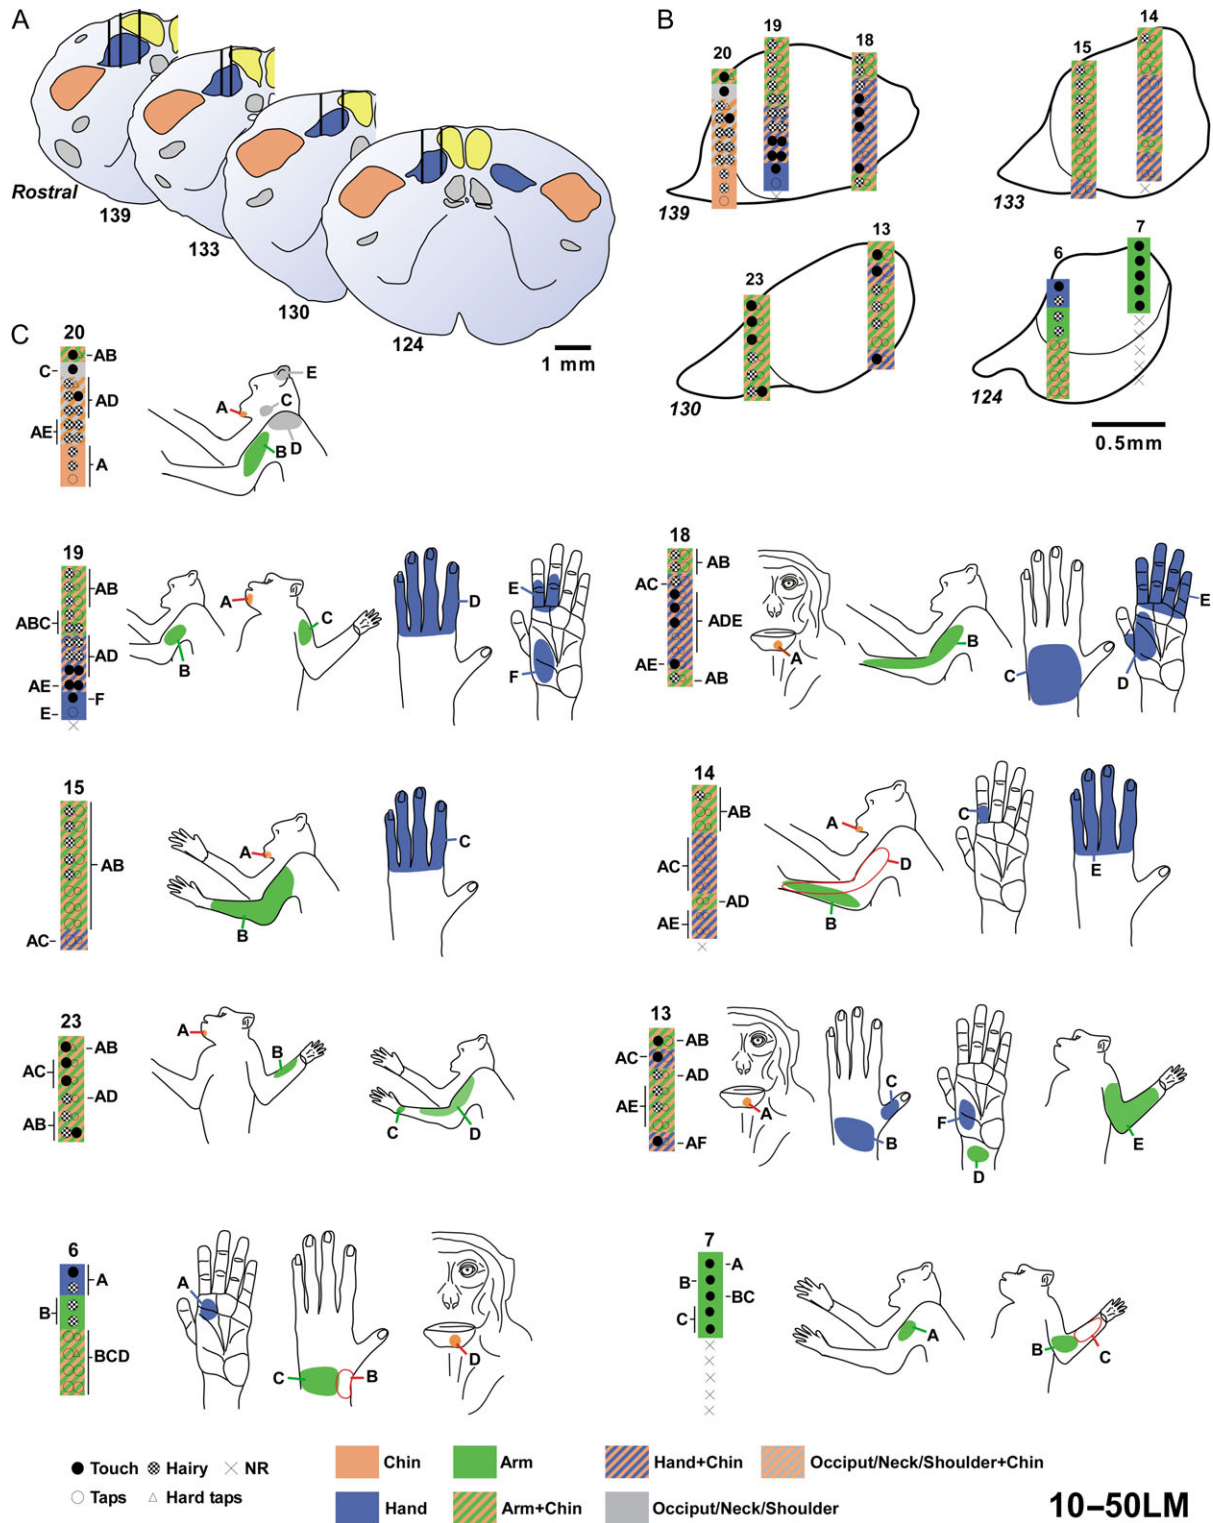 A
Rostral
139
133
130
124
1 mm
B
20
19
18
139
15
14
133
23
13
130
6
7
124
0.5mm
C
20
AB
C
AD
AE
A
A
B
C
D
E
19
AB
ABC
AD
AE
F
E
B
A
C
D
E
F
18
AB
AC
ADE
AE
AB
A
B
C
D
E
15
AB
AC
A
B
C
14
AB
AC
AD
AE
A
B
D
C
E
23
AB
AC
AD
AB
A
B
C
D
13
AB
AC
AD
AE
AF
A
C
B
F
D
E
6
A
B
BCD
A
C
B
D
7
A
B
BC
C
A
B
C
Touch Hairy NR
Taps Hard taps
Chin Arm Hand+Chin Occiput/Neck/Shoulder+Chin
Hand Arm+Chin Occiput/Neck/Shoulder
10–50LM